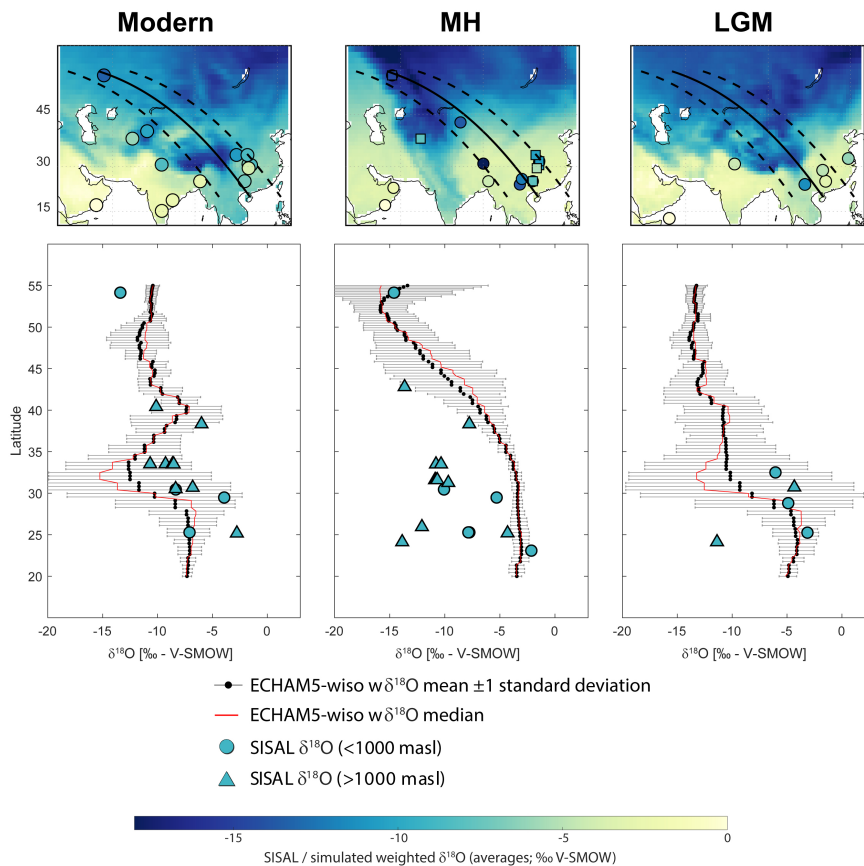 Modern MH LGM
45
30
15
Latitude
55
50
45
40
35
30
25
20
-20 -15 -10 -5 0 -20 -15 -10 -5 0 -20 -15 -10 -5 0
δ¹⁸O [‰ - V-SMOW] δ¹⁸O [‰ - V-SMOW] δ¹⁸O [‰ - V-SMOW]
ECHAM5-wiso wδ¹⁸O mean ±1 standard deviation
ECHAM5-wiso wδ¹⁸O median
SISAL δ¹⁸O (<1000 masl)
SISAL δ¹⁸O (>1000 masl)
-15 -10 -5 0
SISAL / simulated weighted δ¹⁸O (averages; ‰ V-SMOW)